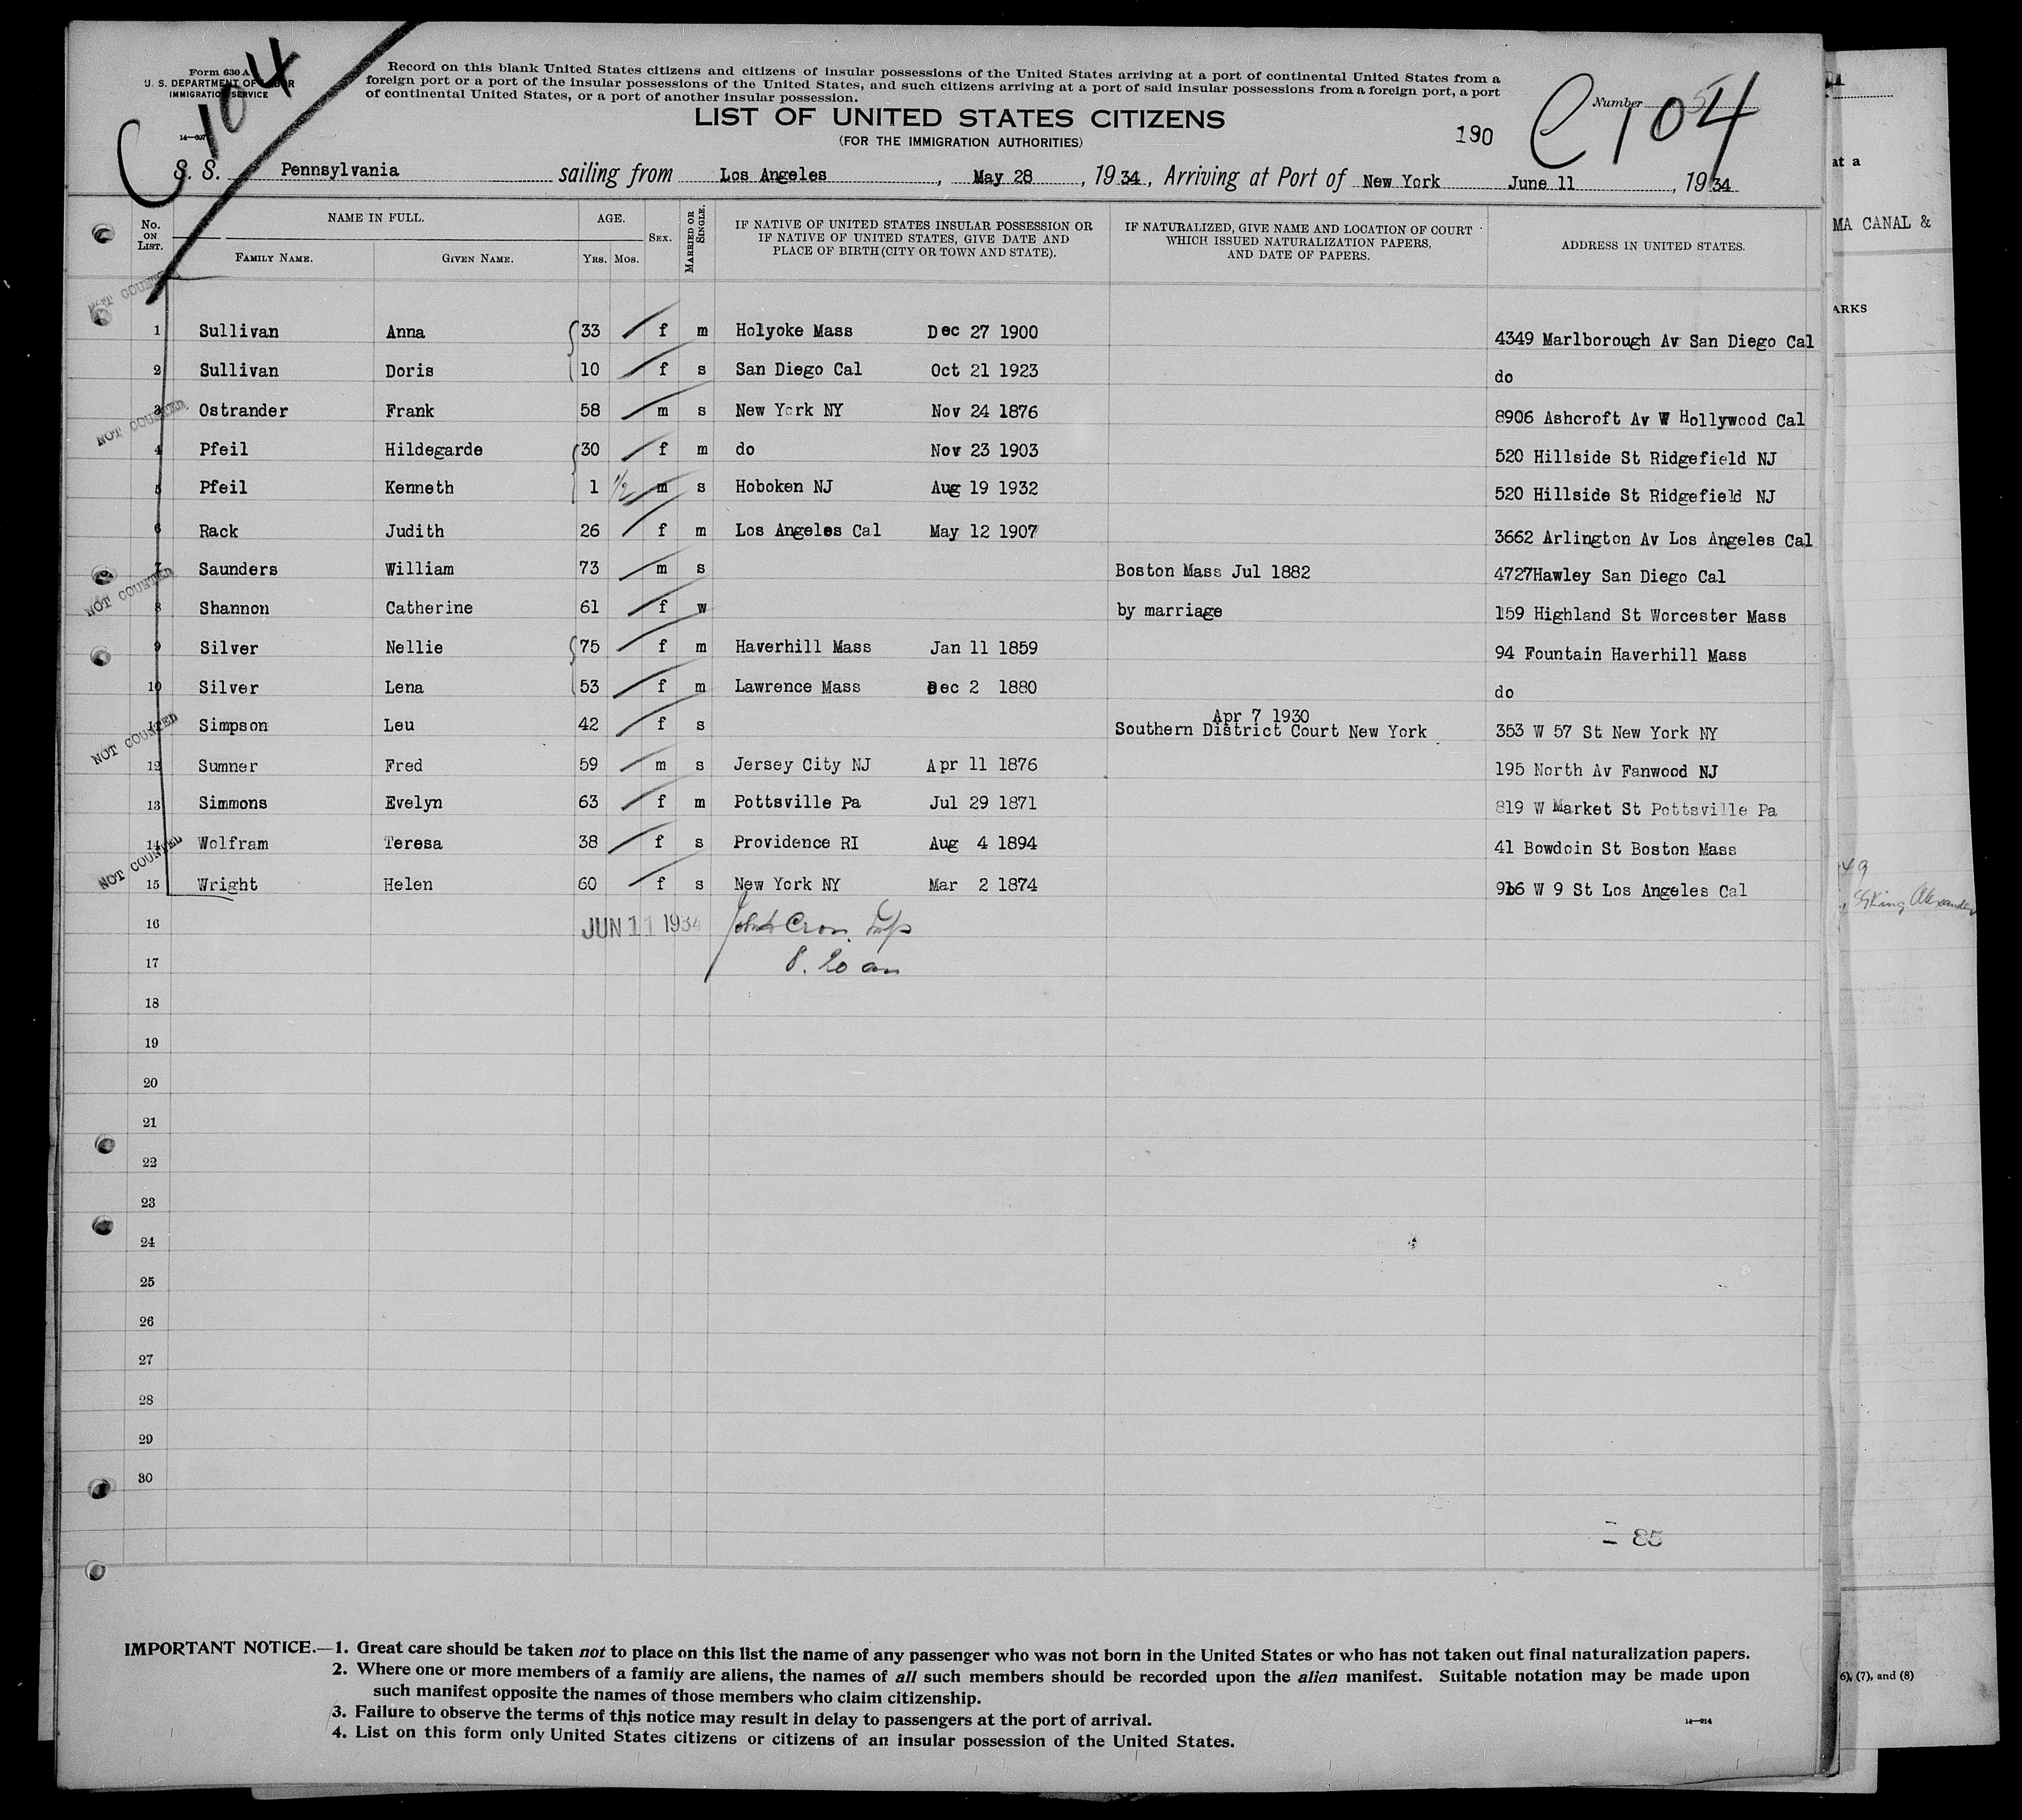 C 104
Form 630 A
U. S. DEPARTMENT OF LABOR
IMMIGRATION SERVICE
Record on this blank United States citizens and citizens of insular possessions of the United States arriving at a port of continental United States from a
foreign port or a port of the insular possessions of the United States, and such citizens arriving at a port of said insular possessions from a foreign port, a port
of continental United States, or a port of another insular possession.
LIST OF UNITED STATES CITIZENS
(FOR THE IMMIGRATION AUTHORITIES)
190
Number 5
C 104
S. S. Pennsylvania sailing from Los Angeles, May 28, 1934, Arriving at Port of New York June 11, 1934
No. ON LIST. NAME IN FULL. FAMILY NAME. GIVEN NAME. AGE. YRS. MOS. SEX. MARRIED OR SINGLE. IF NATIVE OF UNITED STATES INSULAR POSSESSION OR IF NATIVE OF UNITED STATES, GIVE DATE AND PLACE OF BIRTH (CITY OR TOWN AND STATE). IF NATURALIZED, GIVE NAME AND LOCATION OF COURT WHICH ISSUED NATURALIZATION PAPERS, AND DATE OF PAPERS. ADDRESS IN UNITED STATES.
NOT COUNTED
1 Sullivan Anna 33 f m Holyoke Mass Dec 27 1900 4349 Marlborough Av San Diego Cal
2 Sullivan Doris 10 f s San Diego Cal Oct 21 1923 do
NOT COUNTED
3 Ostrander Frank 58 m s New York NY Nov 24 1876 8906 Ashcroft Av W Hollywood Cal
4 Pfeil Hildegarde 30 f m do Nov 23 1903 520 Hillside St Ridgefield NJ
5 Pfeil Kenneth 1 1/2 m s Hoboken NJ Aug 19 1932 520 Hillside St Ridgefield NJ
6 Rack Judith 26 f m Los Angeles Cal May 12 1907 3662 Arlington Av Los Angeles Cal
7 Saunders William 73 m s Boston Mass Jul 1882 4727Hawley San Diego Cal
NOT COUNTED
8 Shannon Catherine 61 f w by marriage 159 Highland St Worcester Mass
9 Silver Nellie 75 f m Haverhill Mass Jan 11 1859 94 Fountain Haverhill Mass
10 Silver Lena 53 f m Lawrence Mass Dec 2 1880 do
Apr 7 1930
11 Simpson Leu 42 f s Southern District Court New York 353 W 57 St New York NY
NOT COUNTED
12 Sumner Fred 59 m s Jersey City NJ Apr 11 1876 195 North Av Fanwood NJ
13 Simmons Evelyn 63 f m Pottsville Pa Jul 29 1871 819 W Market St Pottsville Pa
14 Wolfram Teresa 38 f s Providence RI Aug 4 1894 41 Bowdoin St Boston Mass
NOT COUNTED
15 Wright Helen 60 f s New York NY Mar 2 1874 916 W 9 St Los Angeles Cal
16 JUN 11 1934 John
17 8.20 am
18
19
20
21
22
23
24
25
26
27
28
29
30
85
IMPORTANT NOTICE.—1. Great care should be taken not to place on this list the name of any passenger who was not born in the United States or who has not taken out final naturalization papers.
2. Where one or more members of a family are aliens, the names of all such members should be recorded upon the alien manifest. Suitable notation may be made upon
such manifest opposite the names of those members who claim citizenship.
3. Failure to observe the terms of this notice may result in delay to passengers at the port of arrival.
4. List on this form only United States citizens or citizens of an insular possession of the United States.
14—914
at a
MA CANAL &
ARKS
49
King Alexander
6), (7), and (8)